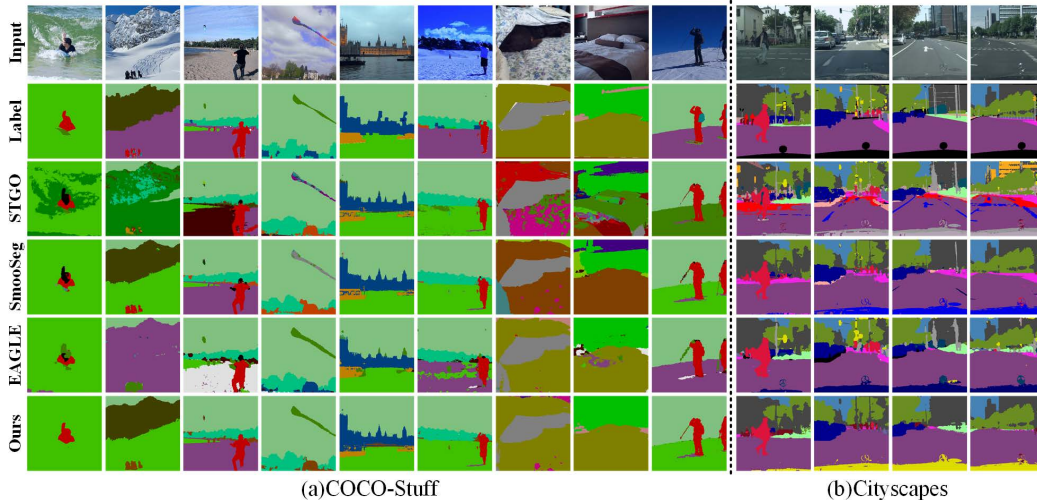 Input
Label
STGO
SmooSeg
EAGLE
Ours
(a)COCO-Stuff
(b)Cityscapes